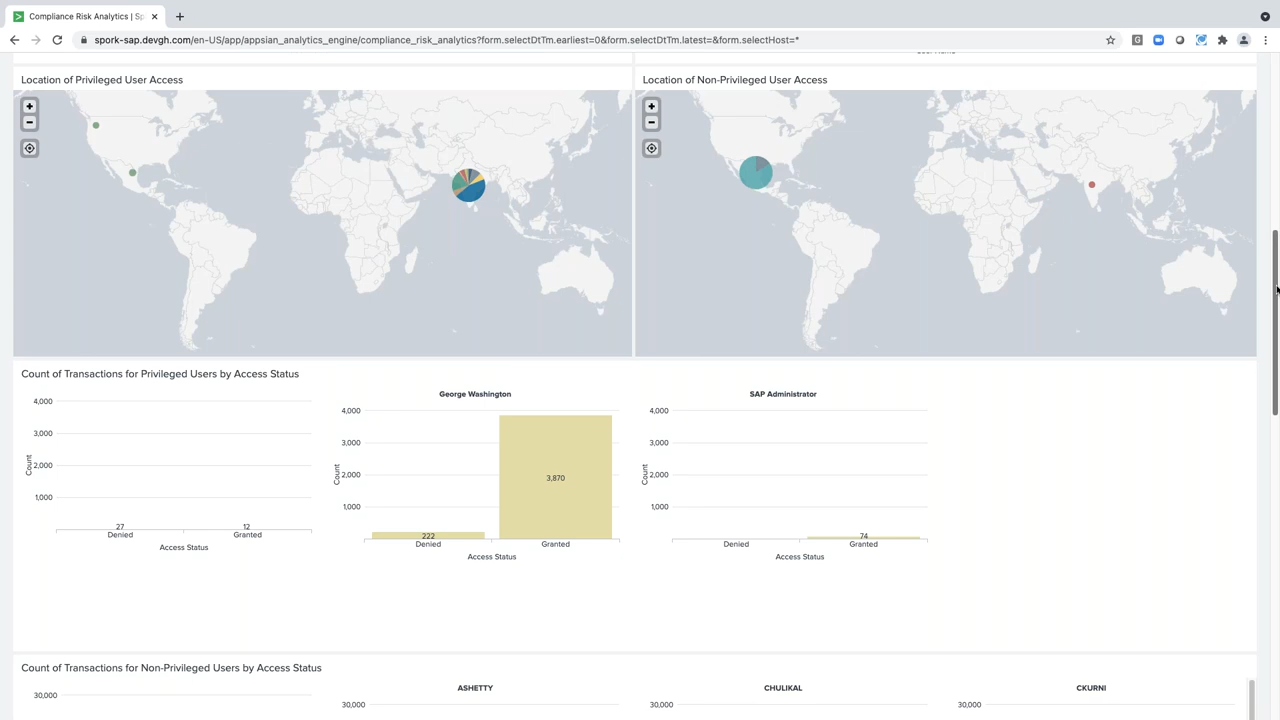 Compliance Risk Analytics | Sp
spork-sap.devgh.com/en-US/app/appsian_analytics_engine/compliance_risk_analytics?form.selectDtTm.earliest=0&form.selectDtTm.latest=&form.selectHost=*
Location of Privileged User Access
Location of Non-Privileged User Access
+
−
+
−
Count of Transactions for Privileged Users by Access Status
4,000
3,000
2,000
1,000
Count
27
12
Denied
Granted
Access Status
George Washington
4,000
3,000
2,000
1,000
Count
222
3,870
Denied
Granted
Access Status
SAP Administrator
4,000
3,000
2,000
1,000
Count
74
Denied
Granted
Access Status
Count of Transactions for Non-Privileged Users by Access Status
30,000
ASHETTY
30,000
CHULIKAL
30,000
CKURNI
30,000